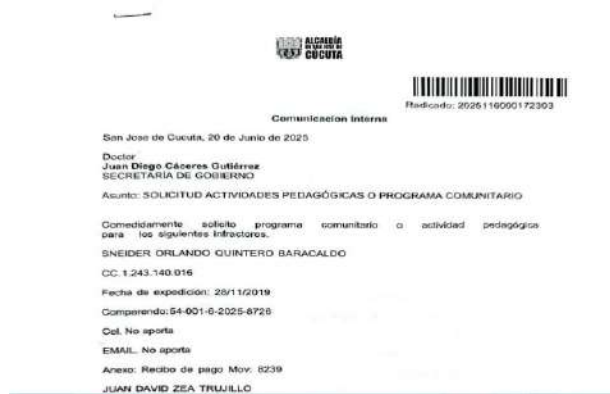 ALCALDÍA
DE SAN JOSÉ DE
CÚCUTA
Radicado: 2025116000172303
Comunicacion Interna
San Jose de Cucuta, 20 de Junio de 2025
Doctor
Juan Diego Cáceres Gutiérrez
SECRETARÍA DE GOBIERNO
Asunto: SOLICITUD ACTIVIDADES PEDAGÓGICAS O PROGRAMA COMUNITARIO
Comedidamente solicito programa comunitario o actividad pedagógica
para los siguientes infractores.
SNEIDER ORLANDO QUINTERO BARACALDO
CC.1.243.140.016
Fecha de expedición: 28/11/2019
Comparendo:54-001-6-2025-8726
Cel. No aporta
EMAIL. No aporta
Anexo: Recibo de pago Mov. 8239
JUAN DAVID ZEA TRUJILLO